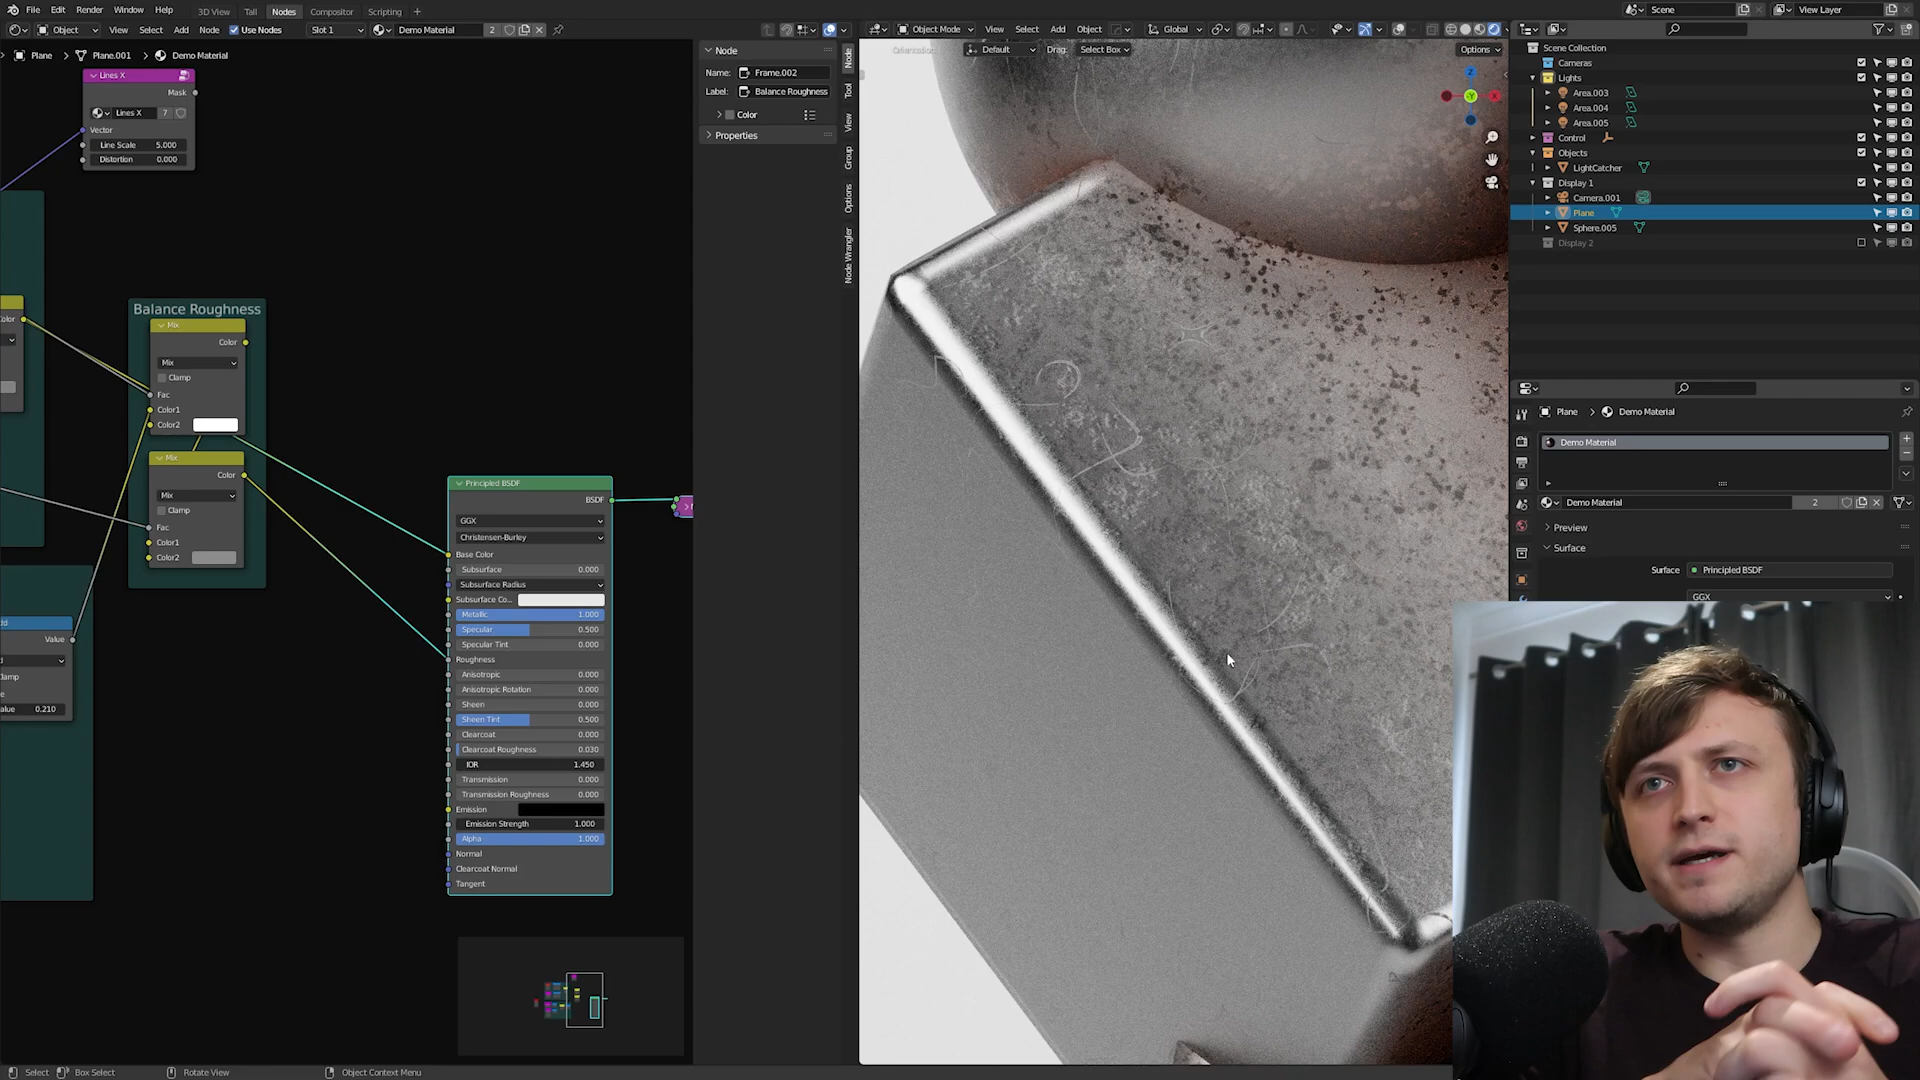 File Edit Render Window Help 3D View Tall Nodes Compositor Scripting + Scene View Layer
Object View Select Add Node Use Nodes Slot 1 Demo Material 2
Object Mode View Select Add Object Global
Plane > Plane.001 > Demo Material
Default Drag: Select Box Options
Lines X
Mask
Lines X 7
Vector
Line Scale 5.000
Distortion 0.000
Node
Name: Frame.002
Label: Balance Roughness
Color
Properties
Node
Tool
View
Group
Options
Node Wrangler
Balance Roughness
Mix
Color
Mix
Clamp
Fac
Color1
Color2
Mix
Color
Mix
Clamp
Fac
Color1
Color2
Value
0.210
Principled BSDF
BSDF
GGX
Christensen-Burley
Base Color
Subsurface 0.000
Subsurface Radius
Subsurface Co...
Metallic 1.000
Specular 0.500
Specular Tint 0.000
Roughness
Anisotropic 0.000
Anisotropic Rotation 0.000
Sheen 0.000
Sheen Tint 0.500
Clearcoat 0.000
Clearcoat Roughness 0.030
IOR 1.450
Transmission 0.000
Transmission Roughness 0.000
Emission
Emission Strength 1.000
Alpha 1.000
Normal
Clearcoat Normal
Tangent
Scene Collection
Cameras
Lights
Area.003
Area.004
Area.005
Control
Objects
LightCatcher
Display 1
Camera.001
Plane
Sphere.005
Display 2
Plane > Demo Material
Demo Material
Demo Material 2
Preview
Surface
Surface Principled BSDF
GGX
Select Box Select Rotate View Object Context Menu